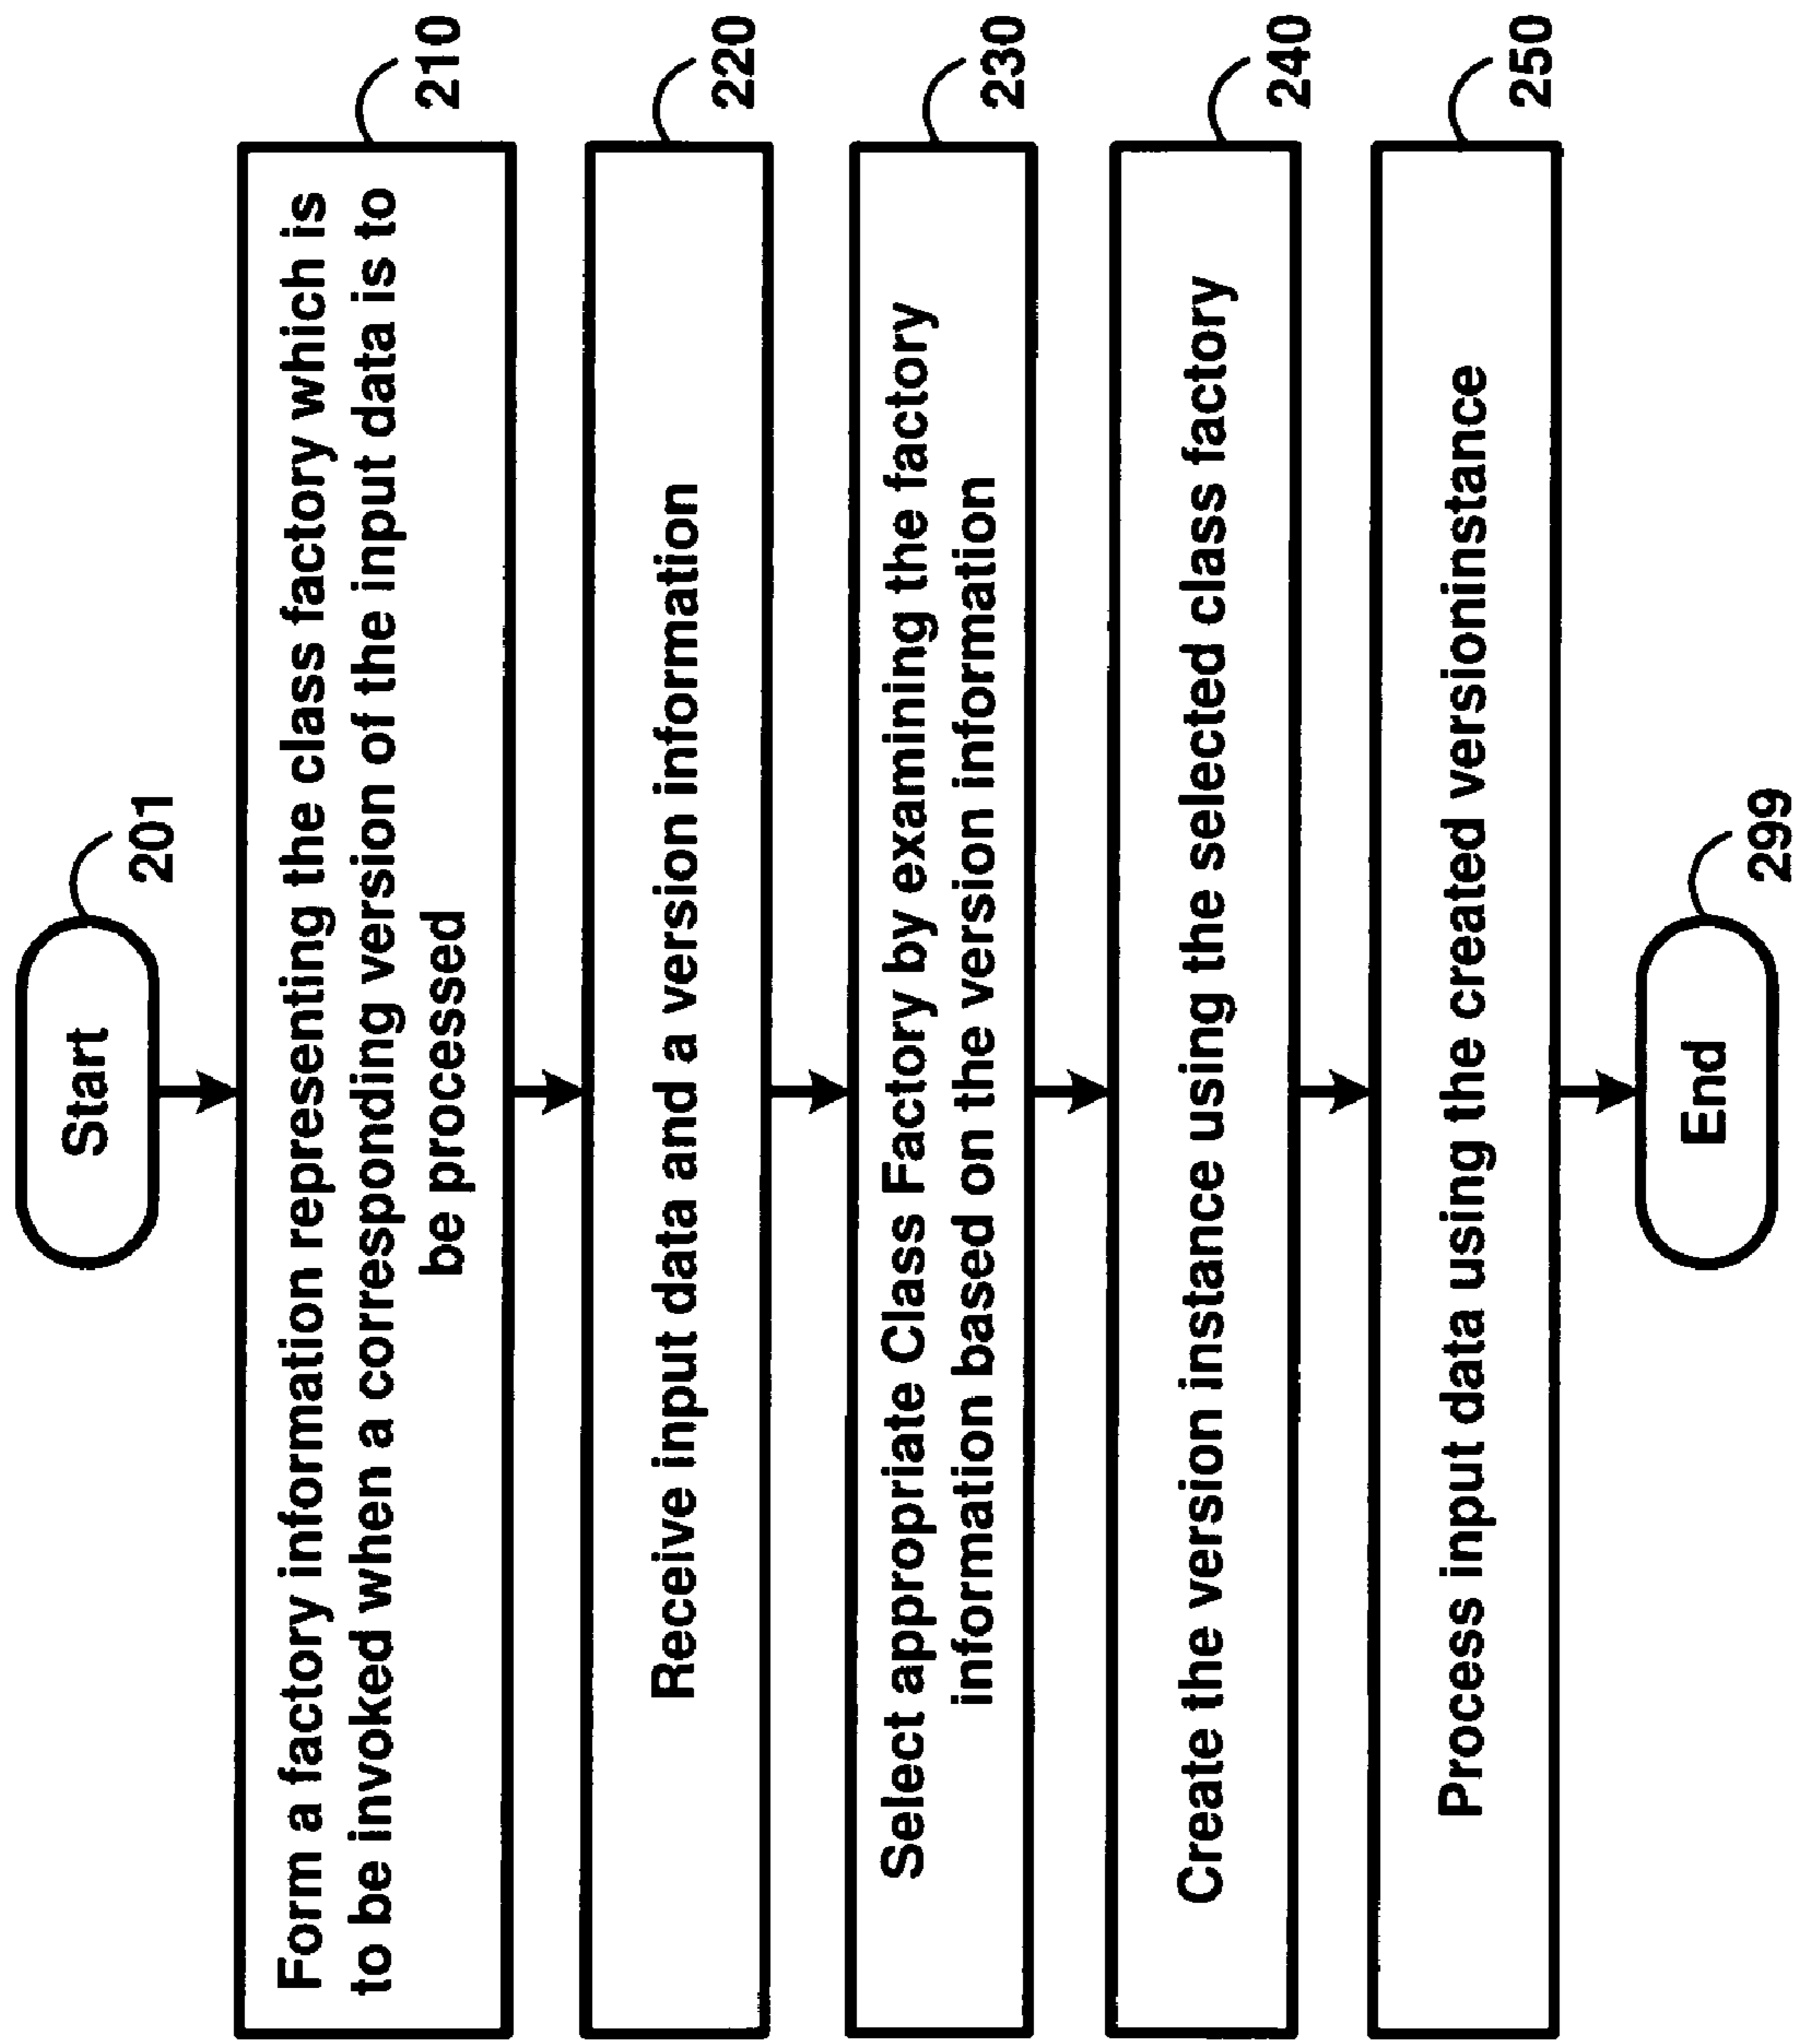 Start
201
Form a factory information representing the class factory which is
to be invoked when a corresponding version of the input data is to
be processed
210
Receive input data and a version information
220
Select appropriate Class Factory by examining the factory
information based on the version information
230
Create the version instance using the selected class factory
240
Process input data using the created versioninstance
250
End
299